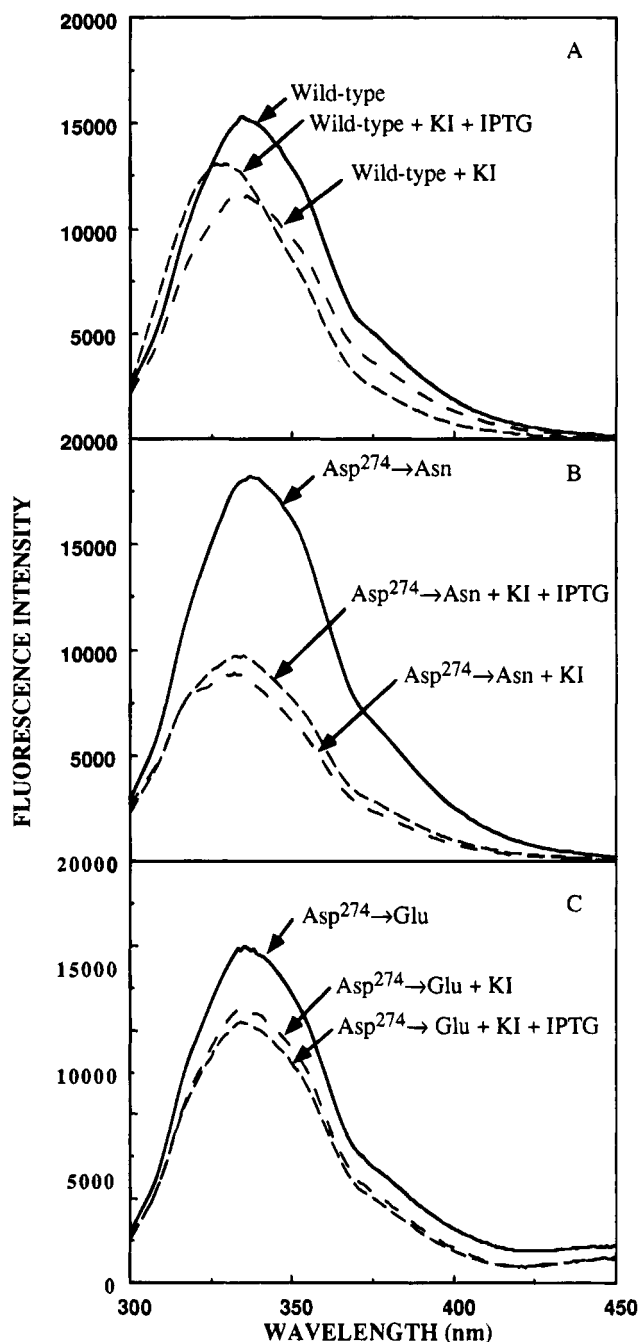 20000
A
Wild-type
15000
Wild-type + KI + IPTG
Wild-type + KI
10000
5000
20000
Asp274→Asn
B
15000
Asp274→Asn + KI + IPTG
10000
Asp274→Asn + KI
5000
FLUORESCENCE INTENSITY
20000
C
Asp274→Glu
15000
Asp274→Glu + KI
Asp274→ Glu + KI + IPTG
10000
5000
0
300
350
400
450
WAVELENGTH (nm)